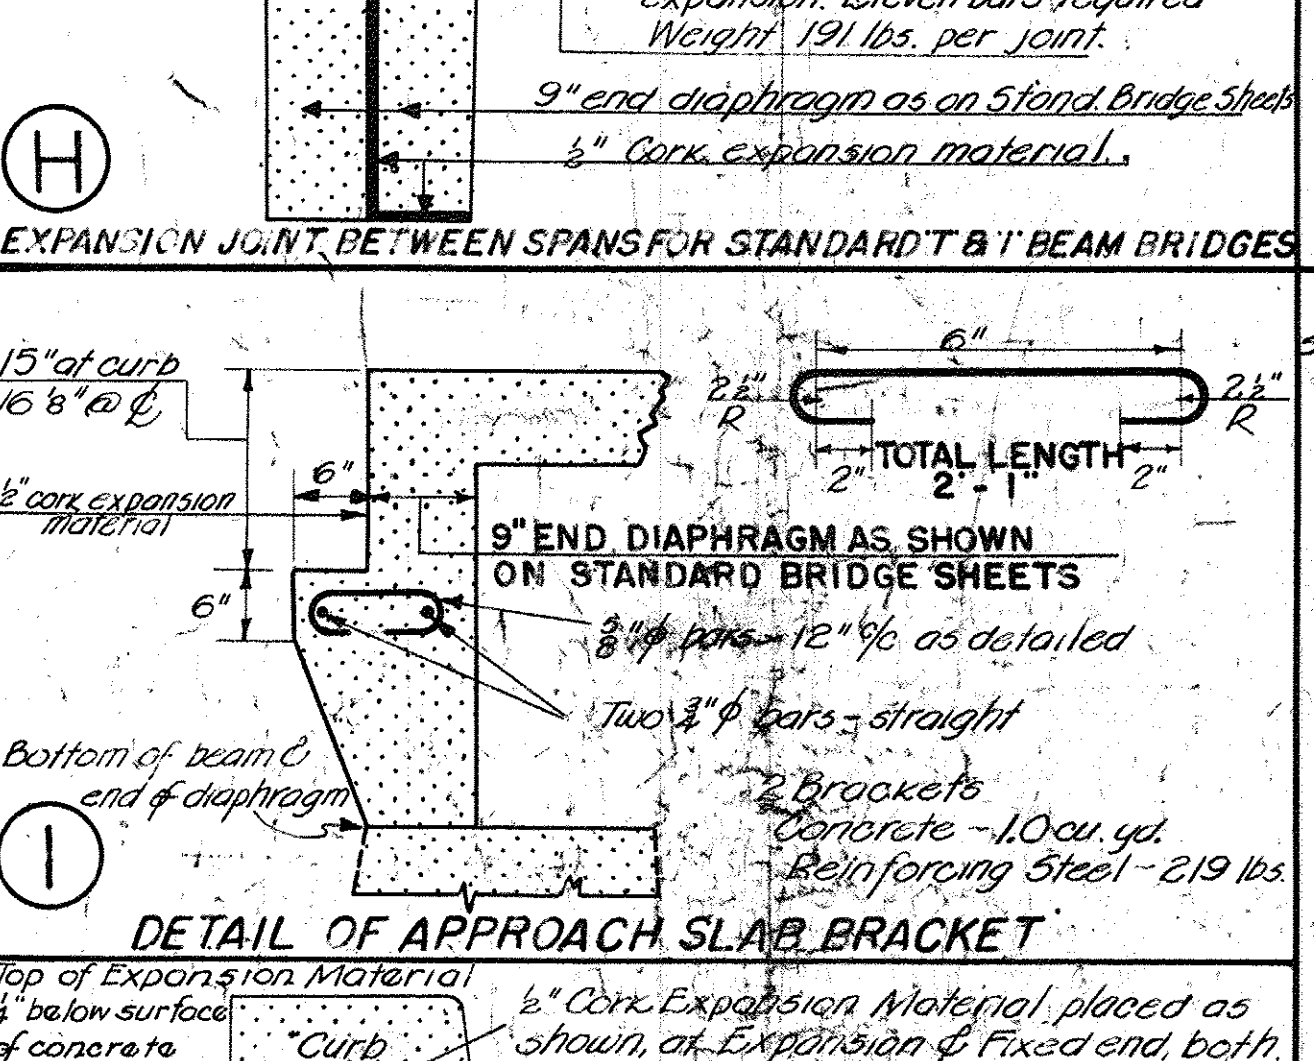 expansion. Eleven bars required
Weight 191 lbs. per joint.
9" end diaphragm as on Stand. Bridge Sheets
½" Cork expansion material.
H
EXPANSION JOINT BETWEEN SPANS FOR STANDARD 'T' & 'I' BEAM BRIDGES
6"
15" at curb
16 ⅛" @ ℄
2½"
R
2½"
R
TOTAL LENGTH
2'-1"
2"
2"
6"
½" cork expansion
material
9" END DIAPHRAGM AS SHOWN
ON STANDARD BRIDGE SHEETS
6"
⅝"ϕ bars - 12" c/c as detailed
Two ¾"ϕ bars - straight
Bottom of beam &
end of diaphragm
2 Brackets
Concrete - 1.0 cu. yd.
Reinforcing Steel - 219 lbs.
I
DETAIL OF APPROACH SLAB BRACKET
Top of Expansion Material
¼" below surface
of concrete
Curb
½" Cork Expansion Material placed as
shown, at Expansion & Fixed end, both